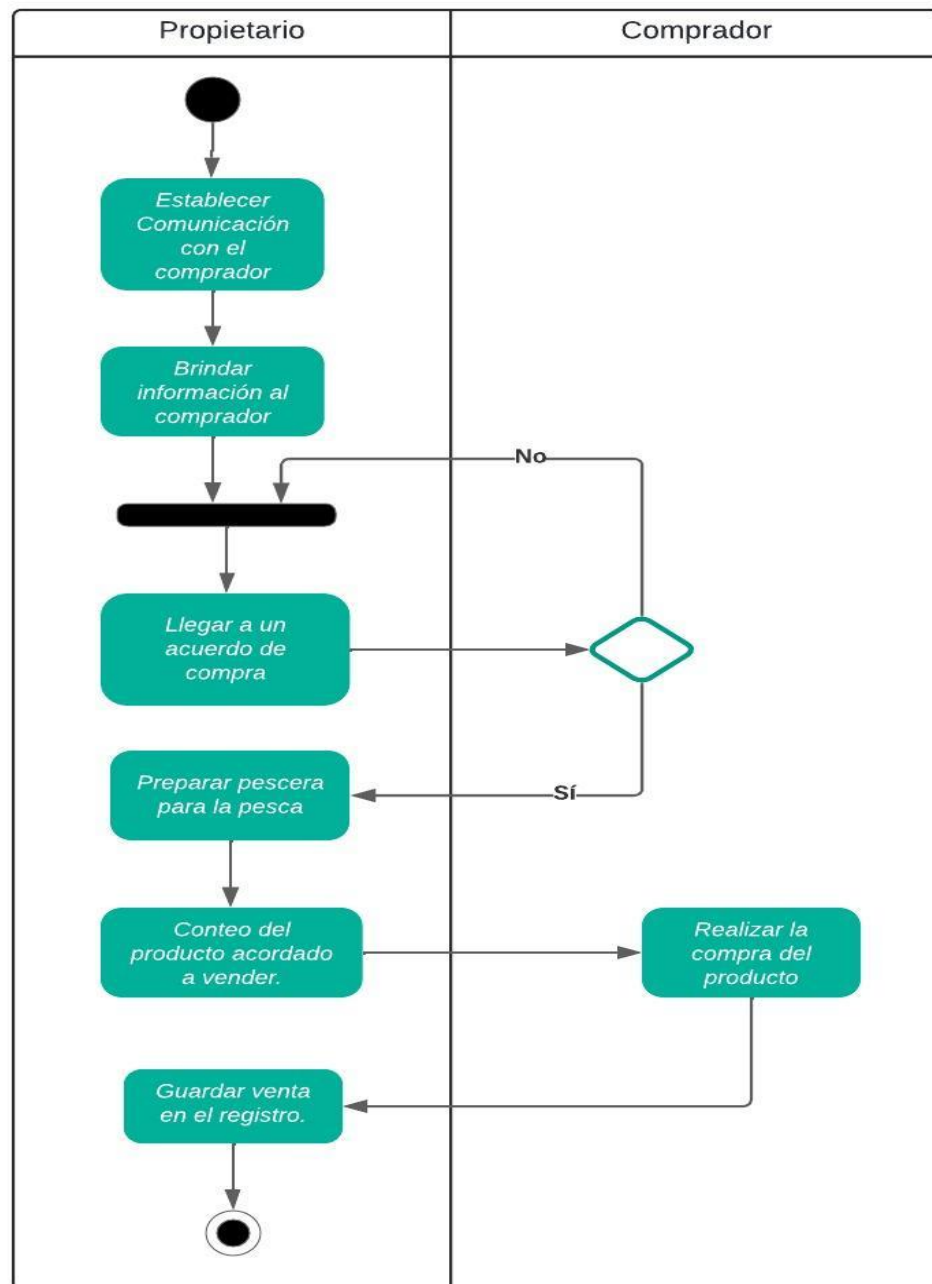 Propietario
Comprador
Establecer
Comunicación
con el
comprador
Brindar
información al
comprador
No
Llegar a un
acuerdo de
compra
Preparar pescera
para la pesca
Sí
Conteo del
producto acordado
a vender.
Realizar la
compra del
producto
Guardar venta
en el registro.